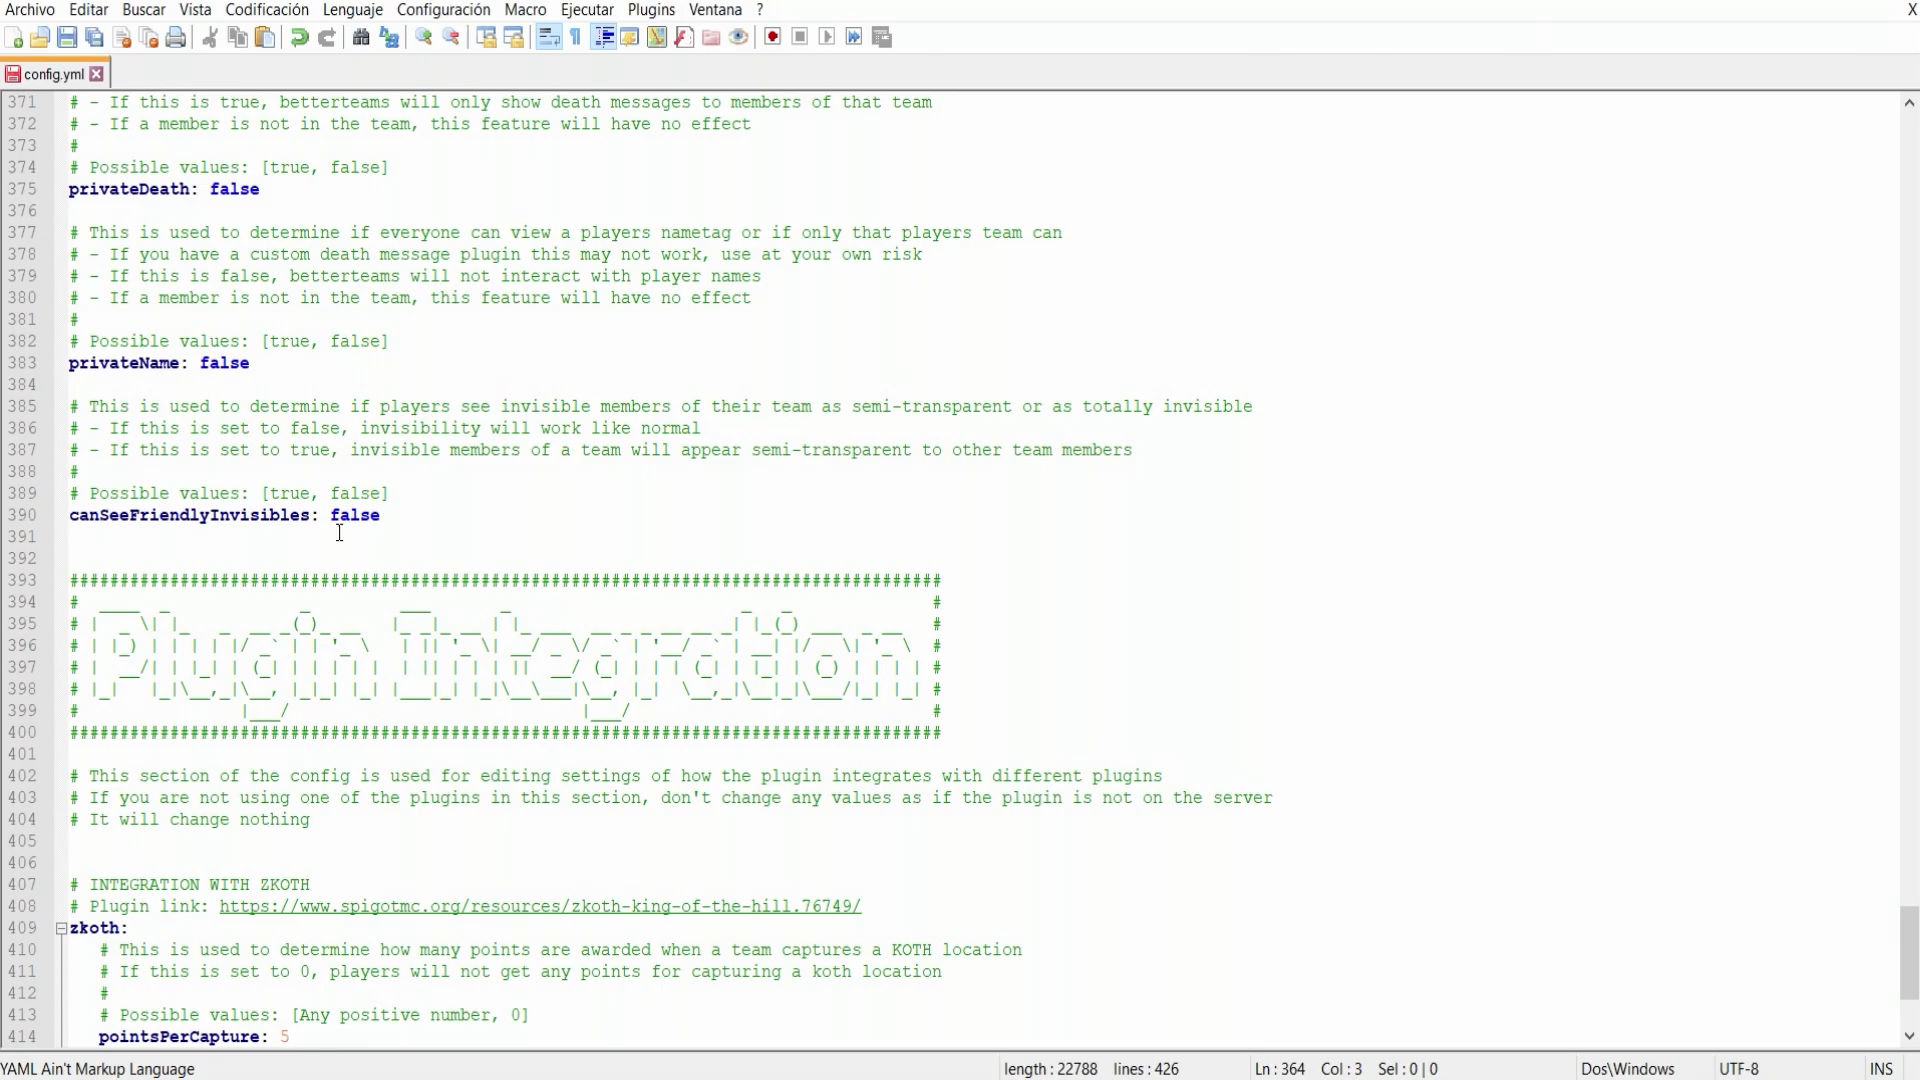 Archivo Editar Buscar Vista Codificación Lenguaje Configuración Macro Ejecutar Plugins Ventana ? X
config.yml
371 # - If this is true, betterteams will only show death messages to members of that team
372 # - If a member is not in the team, this feature will have no effect
373 #
374 # Possible values: [true, false]
375 privateDeath: false
376
377 # This is used to determine if everyone can view a players nametag or if only that players team can
378 # - If you have a custom death message plugin this may not work, use at your own risk
379 # - If this is false, betterteams will not interact with player names
380 # - If a member is not in the team, this feature will have no effect
381 #
382 # Possible values: [true, false]
383 privateName: false
384
385 # This is used to determine if players see invisible members of their team as semi-transparent or as totally invisible
386 # - If this is set to false, invisibility will work like normal
387 # - If this is set to true, invisible members of a team will appear semi-transparent to other team members
388 #
389 # Possible values: [true, false]
390 canSeeFriendlyInvisibles: false
391
392
393 #######################################################################################
394 # #
395 # Plugin Integration #
396 # #
397 # #
398 # #
399 # #
400 #######################################################################################
401
402 # This section of the config is used for editing settings of how the plugin integrates with different plugins
403 # If you are not using one of the plugins in this section, don't change any values as if the plugin is not on the server
404 # It will change nothing
405
406
407 # INTEGRATION WITH ZKOTH
408 # Plugin link: https://www.spigotmc.org/resources/zkoth-king-of-the-hill.76749/
409 zkoth:
410 # This is used to determine how many points are awarded when a team captures a KOTH location
411 # If this is set to 0, players will not get any points for capturing a koth location
412 #
413 # Possible values: [Any positive number, 0]
414 pointsPerCapture: 5
YAML Ain't Markup Language length : 22788 lines : 426 Ln : 364 Col : 3 Sel : 0 | 0 Dos\Windows UTF-8 INS